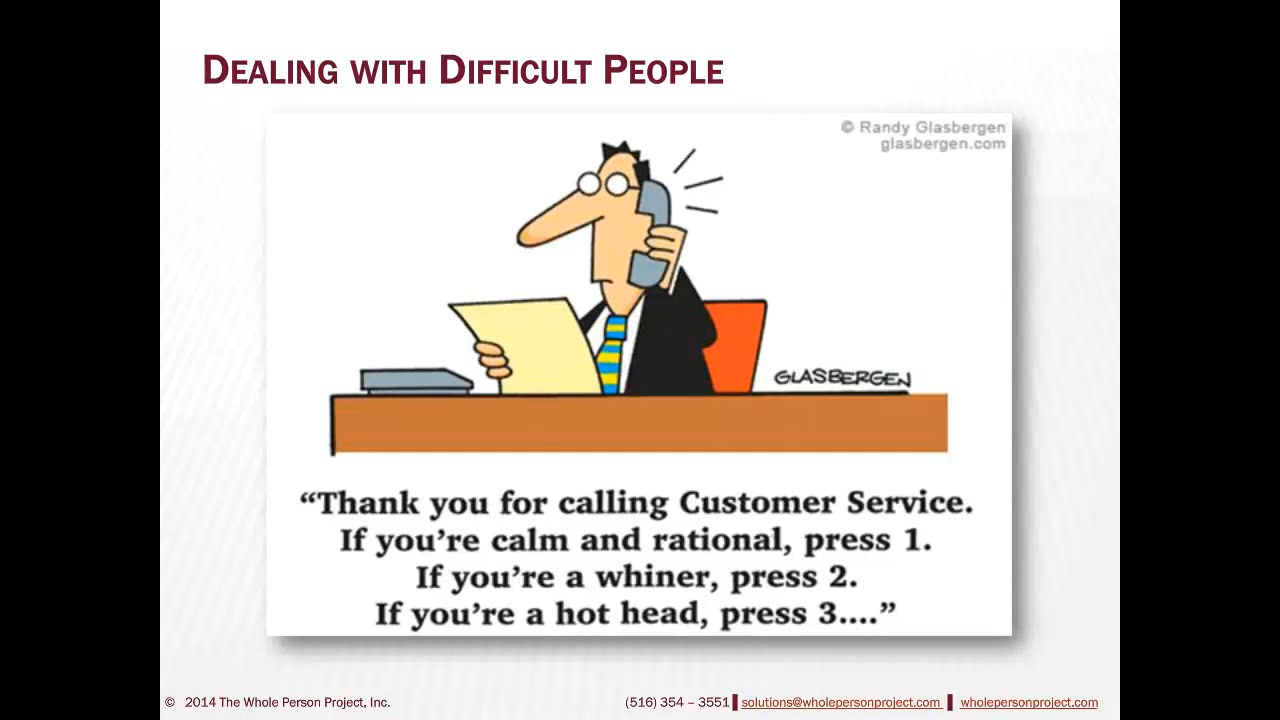 DEALING WITH DIFFICULT PEOPLE
© Randy Glasbergen
glasbergen.com
GLASBERGEN
“Thank you for calling Customer Service.
If you’re calm and rational, press 1.
If you’re a whiner, press 2.
If you’re a hot head, press 3....”
© 2014 The Whole Person Project, Inc. (516) 354 – 3551 | solutions@wholepersonproject.com | wholepersonproject.com